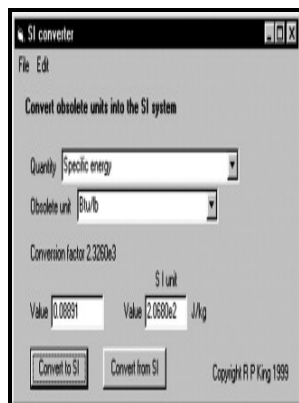 SI converter
File Edit
Convert obsolete units into the SI system
Quantity Specific energy
Obsolete unit Btu/lb
Conversion factor 2.3260e3
S I unit
Value 0.08891 Value 2.0680e2 J/kg
Convert to SI Convert from SI Copyright R P King 1999